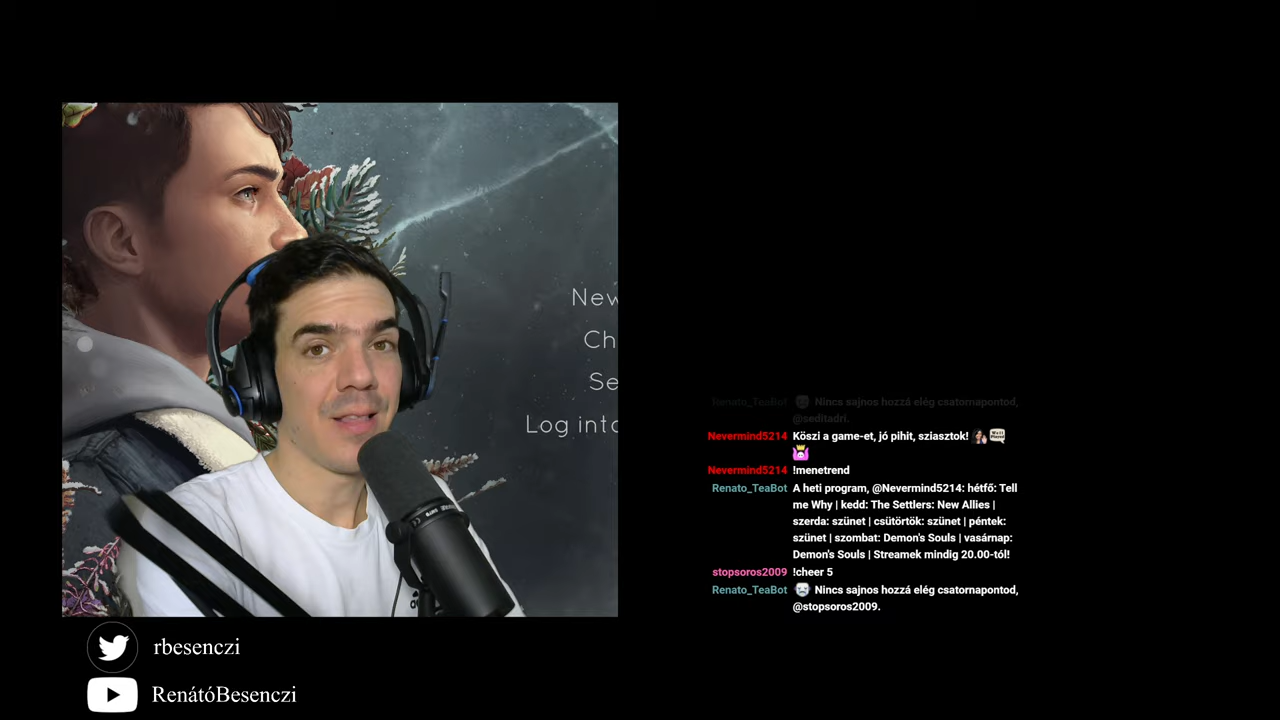 New
Ch
Se
Log into
Renato_TeaBot Nincs sajnos hozzá elég csatornapontod,
@seditadri.
Nevermind5214 Köszi a game-et, jó pihit, sziasztok!
Nevermind5214 !menetrend
Renato_TeaBot A heti program, @Nevermind5214: hétfő: Tell
me Why | kedd: The Settlers: New Allies |
szerda: szünet | csütörtök: szünet | péntek:
szünet | szombat: Demon's Souls | vasárnap:
Demon's Souls | Streamek mindig 20.00-tól!
stopsoros2009 !cheer 5
Renato_TeaBot Nincs sajnos hozzá elég csatornapontod,
@stopsoros2009.
rbesenczi
RenátóBesenczi